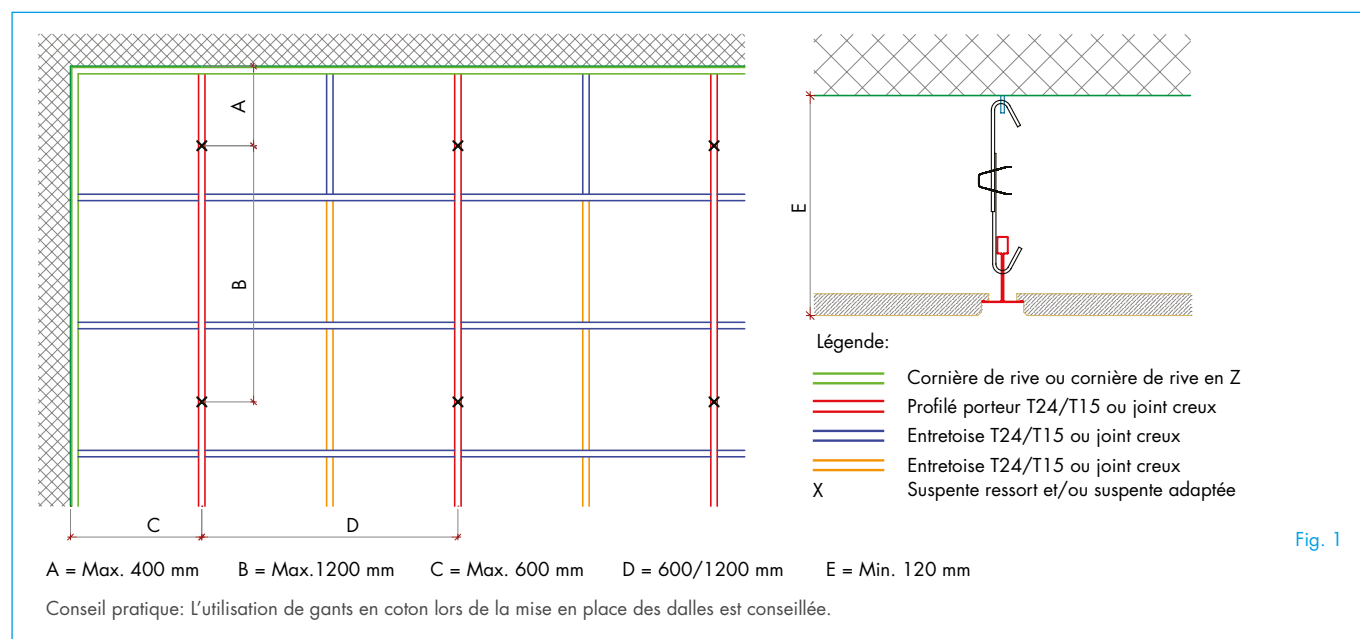 A
B
C
D
E
Légende:
Cornière de rive ou cornière de rive en Z
Profilé porteur T24/T15 ou joint creux
Entretoise T24/T15 ou joint creux
Entretoise T24/T15 ou joint creux
X Suspente ressort et/ou suspente adaptée
Fig. 1
A = Max. 400 mm B = Max.1200 mm C = Max. 600 mm D = 600/1200 mm E = Min. 120 mm
Conseil pratique: L'utilisation de gants en coton lors de la mise en place des dalles est conseillée.